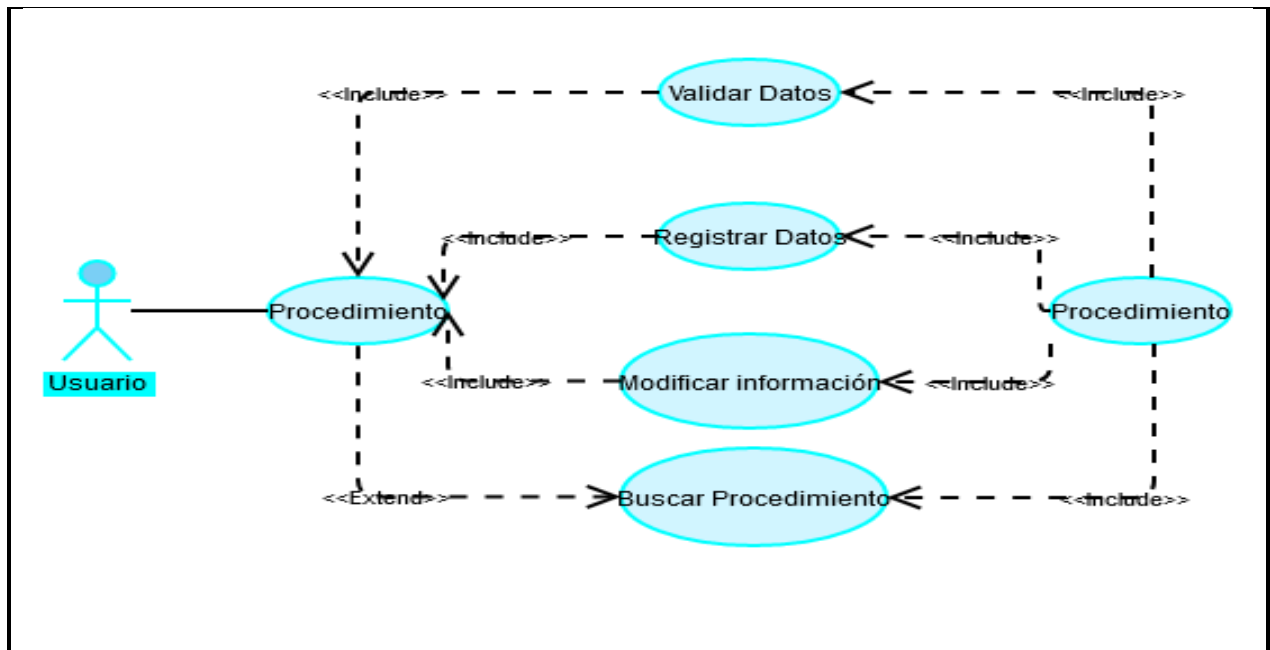 <<Include>>
Validar Datos
<<Include>>
<<Include>>
Registrar Datos
<<Include>>
Procedimiento
Procedimiento
Usuario
<<Include>>
Modificar información
<<Include>>
<<Extend>>
Buscar Procedimiento
<<Include>>